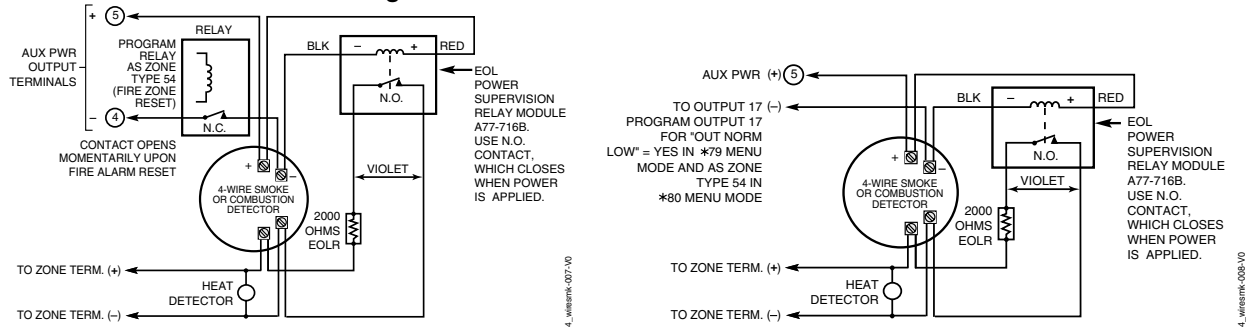 + 5
RELAY
PROGRAM
RELAY
AS ZONE
TYPE 54
(FIRE ZONE
RESET)
AUX PWR
OUTPUT
TERMINALS
– 4
N.C.
CONTACT OPENS
MOMENTARILY UPON
FIRE ALARM RESET
BLK – + RED
N.O.
EOL
POWER
SUPERVISION
RELAY MODULE
A77-716B.
USE N.O.
CONTACT,
WHICH CLOSES
WHEN POWER
IS APPLIED.
+ –
4-WIRE SMOKE
OR COMBUSTION
DETECTOR
VIOLET
2000
OHMS
EOLR
TO ZONE TERM. (+)
HEAT
DETECTOR
TO ZONE TERM. (–)
4_wiresmk-007-V0
AUX PWR (+) 5
TO OUTPUT 17 (–)
PROGRAM OUTPUT 17
FOR "OUT NORM
LOW" = YES IN ✱79 MENU
MODE AND AS ZONE
TYPE 54 IN
✱80 MENU MODE
BLK – + RED
N.O.
EOL
POWER
SUPERVISION
RELAY MODULE
A77-716B.
USE N.O.
CONTACT,
WHICH CLOSES
WHEN POWER
IS APPLIED.
+ –
4-WIRE SMOKE
OR COMBUSTION
DETECTOR
VIOLET
2000
OHMS
EOLR
TO ZONE TERM. (+)
HEAT
DETECTOR
TO ZONE TERM. (–)
4_wiresmk-008-V0